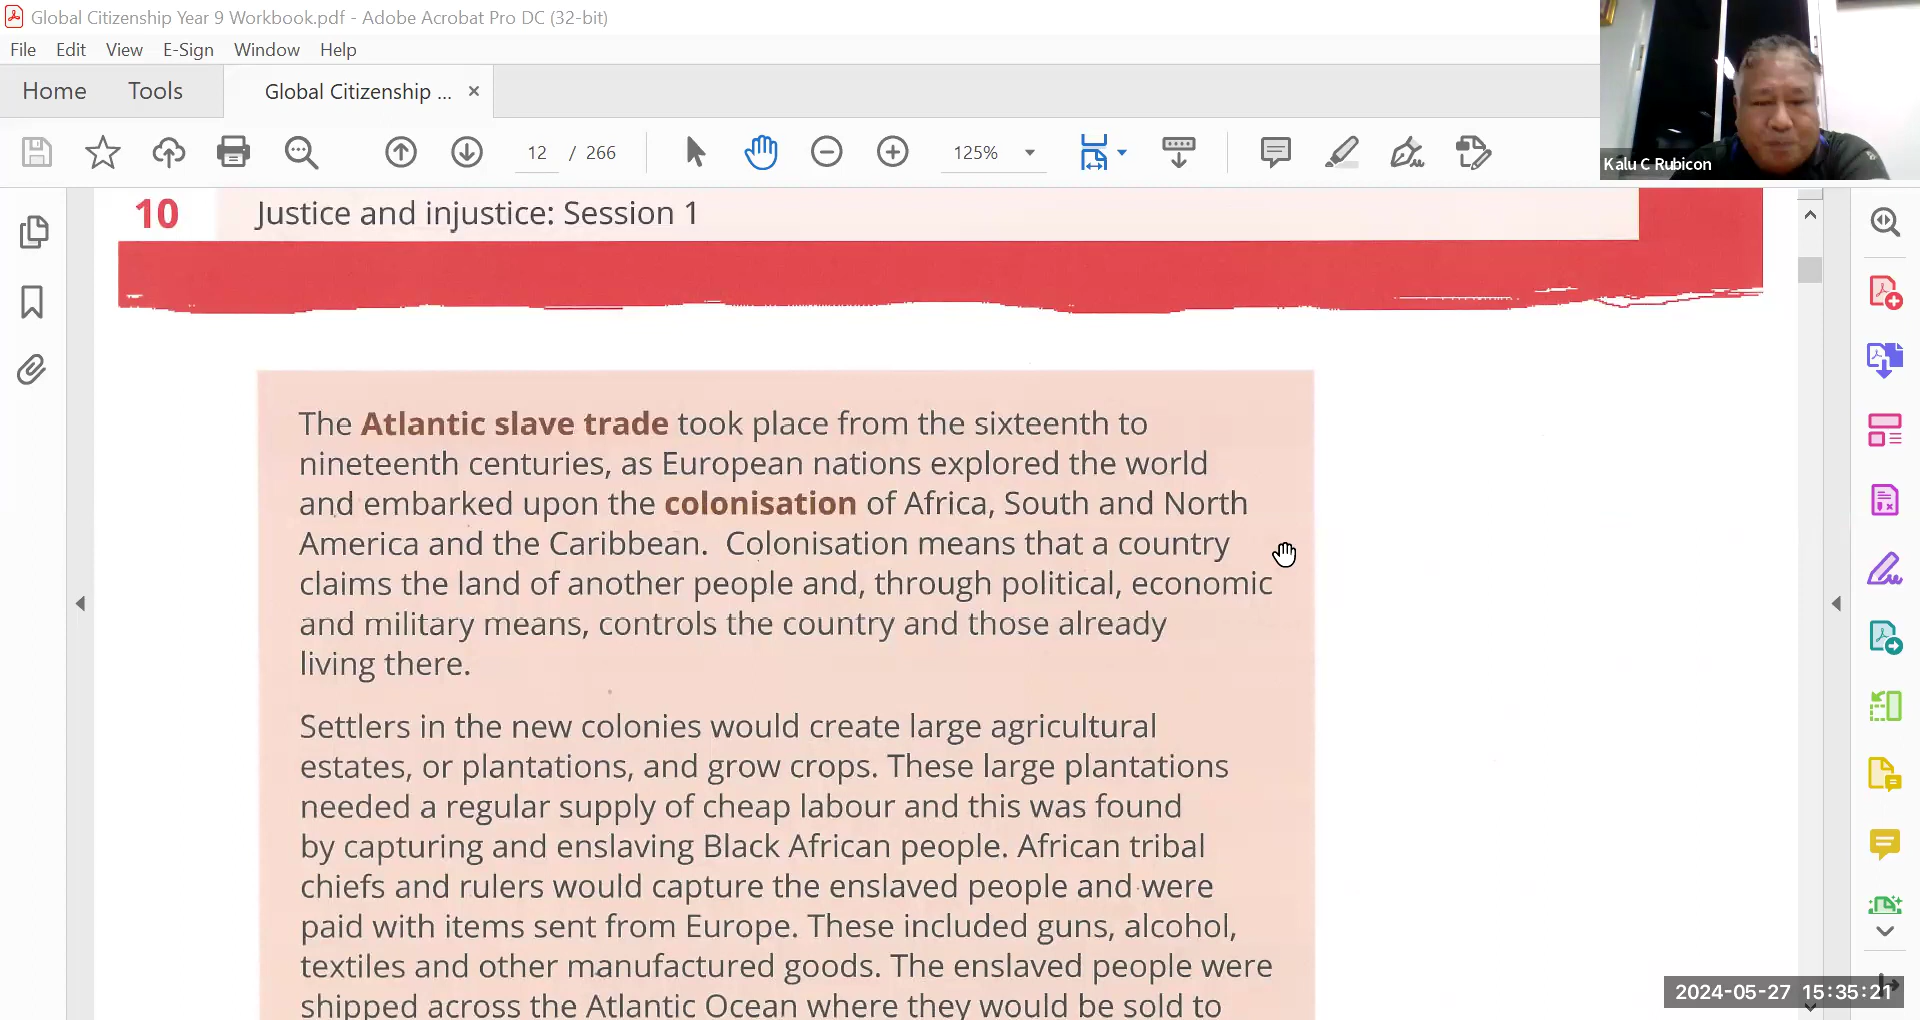 Global Citizenship Year 9 Workbook.pdf - Adobe Acrobat Pro DC (32-bit)
File Edit View E-Sign Window Help
Home Tools Global Citizenship ... ×
12 / 266 125%
Kalu C Rubicon
10 Justice and injustice: Session 1
The Atlantic slave trade took place from the sixteenth to
nineteenth centuries, as European nations explored the world
and embarked upon the colonisation of Africa, South and North
America and the Caribbean. Colonisation means that a country
claims the land of another people and, through political, economic
and military means, controls the country and those already
living there.
Settlers in the new colonies would create large agricultural
estates, or plantations, and grow crops. These large plantations
needed a regular supply of cheap labour and this was found
by capturing and enslaving Black African people. African tribal
chiefs and rulers would capture the enslaved people and were
paid with items sent from Europe. These included guns, alcohol,
textiles and other manufactured goods. The enslaved people were
shipped across the Atlantic Ocean where they would be sold to
2024-05-27 15:35:21